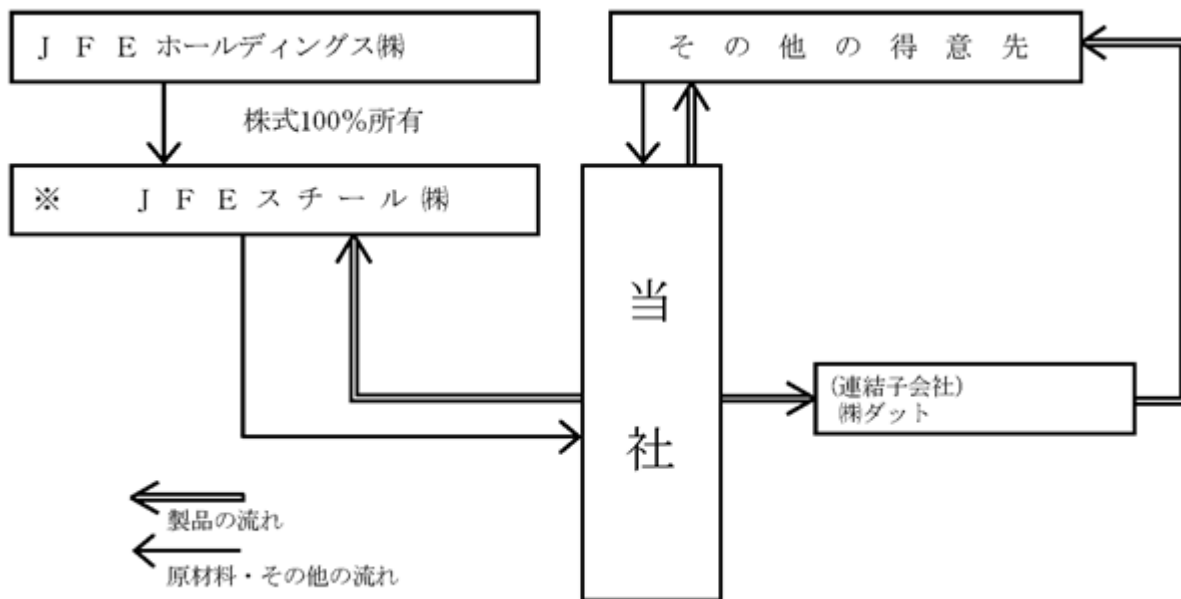 JFEホールディングス㈱
その他の得意先
株式100%所有
※ JFEスチール㈱
当社
(連結子会社)
㈱ダット
製品の流れ
原材料・その他の流れ